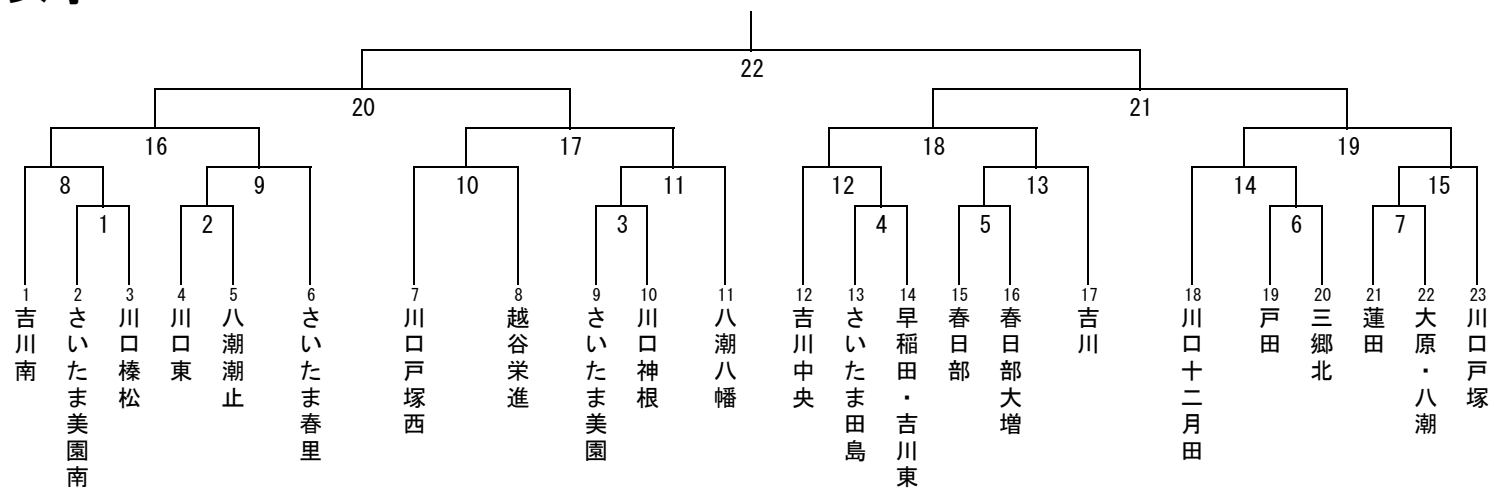 22
20
21
16
17
18
19
8
9
10
11
12
13
14
15
1
2
3
4
5
6
7
1
吉川南
2
さいたま美園南
3
川口榛松
4
川口東
5
八潮潮止
6
さいたま春里
7
川口戸塚西
8
越谷栄進
9
さいたま美園
10
川口神根
11
八潮八幡
12
吉川中央
13
さいたま田島
14
早稲田・吉川東
15
春日部
16
春日部大増
17
吉川
18
川口十二月田
19
戸田
20
三郷北
21
蓮田
22
大原・八潮
23
川口戸塚